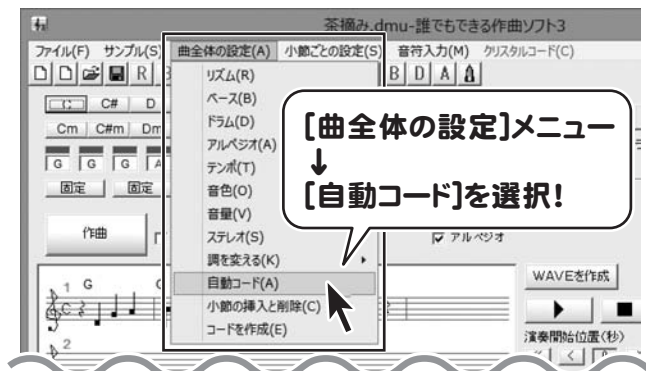 茶摘み.dmu-誰でもできる作曲ソフト3
ファイル(F) サンプル(S) 曲全体の設定(A) 小節ごとの設定(S) 音符入力(M) クリスタルコード(C)
R B D A A
C C# D
Cm C#m Dm
G G G A
固定 固定
作曲
リズム(R)
ベース(B)
ドラム(D)
アルペジオ(A)
テンポ(T)
音色(O)
音量(V)
ステレオ(S)
調を変える(K)
自動コード(A)
小節の挿入と削除(C)
コードを作成(E)
[曲全体の設定]メニュー
↓
[自動コード]を選択!
アルペジオ
WAVEを作成
演奏開始位置(秒)
1 G
2